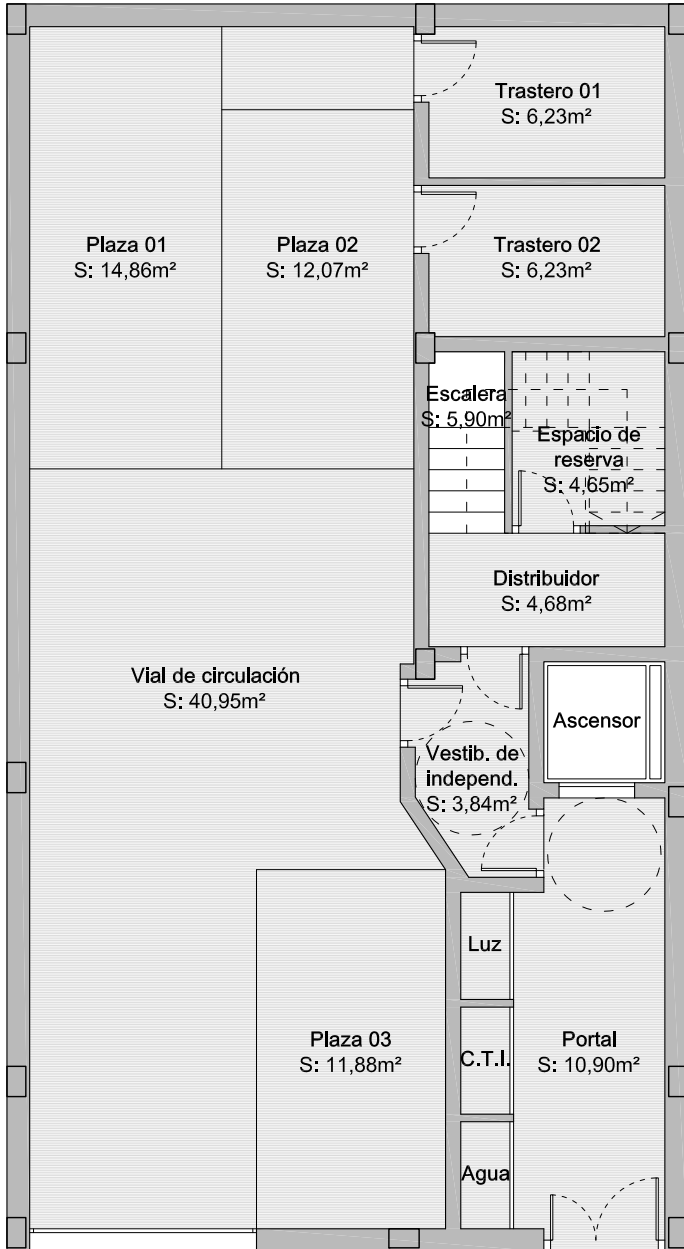 Trastero 01
S: 6,23m²
Plaza 01
S: 14,86m²
Plaza 02
S: 12,07m²
Trastero 02
S: 6,23m²
Escalera
S: 5,90m²
Espacio de
reserva
S: 4,65m²
Distribuidor
S: 4,68m²
Vial de circulación
S: 40,95m²
Ascensor
Vestib. de
independ.
S: 3,84m²
Luz
Plaza 03
S: 11,88m²
C.T.I.
Portal
S: 10,90m²
Agua